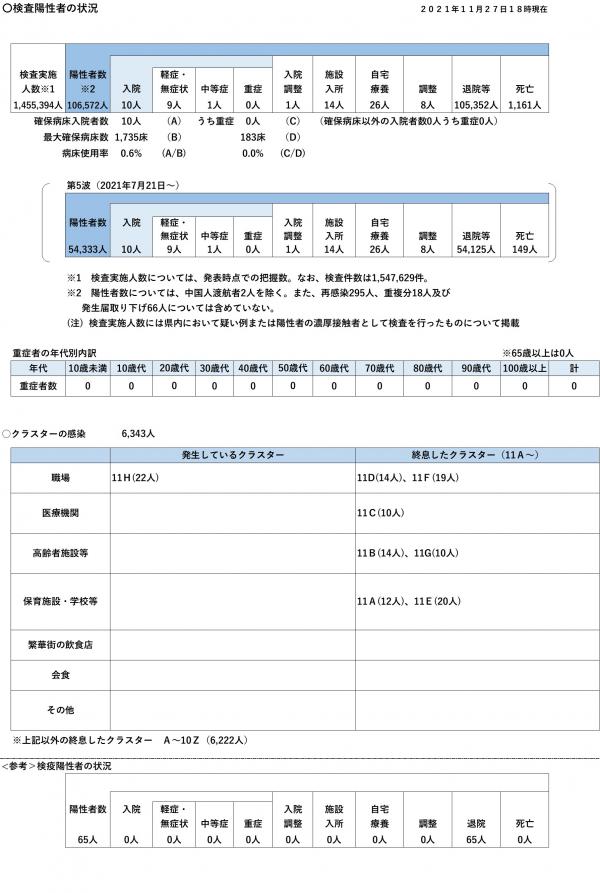 〇検査陽性者の状況　２０２１年１１月２７日１８時現在
検査実施人数※1　陽性者数※2　入院　軽症・無症状　中等症　重症　入院調整　施設入所　自宅療養　調整　退院等　死亡
1,455,394人　106,572人　10人　9人　1人　0人　1人　14人　26人　8人　105,352人　1,161人
確保病床入院者数　10人　（A）　うち重症　0人　（C）　（確保病床以外の入院者数0人うち重症0人）
最大確保病床数　1,735床　（B）　183床　（D）
病床使用率　0.6%　（A/B）　0.0%　（C/D）
第5波（2021年7月21日～）
陽性者数　入院　軽症・無症状　中等症　重症　入院調整　施設入所　自宅療養　調整　退院等　死亡
54,333人　10人　9人　1人　0人　1人　14人　26人　8人　54,125人　149人
※1　検査実施人数については、発表時点での把握数。なお、検査件数は1,547,629件。
※2　陽性者数については、中国人渡航者2人を除く。また、再感染295人、重複分18人及び
発生届取り下げ66人については含めていない。
（注）検査実施人数には県内において疑い例または陽性者の濃厚接触者として検査を行ったものについて掲載
重症者の年代別内訳　※65歳以上は0人
年代　10歳未満　10歳代　20歳代　30歳代　40歳代　50歳代　60歳代　70歳代　80歳代　90歳代　100歳以上　計
重症者数　0　0　0　0　0　0　0　0　0　0　0　0
○クラスターの感染　6,343人
発生しているクラスター　終息したクラスター（11Ａ～）
職場　11Ｈ(22人)　11D(14人)、11Ｆ(19人)
医療機関　11Ｃ(10人)
高齢者施設等　11Ｂ(14人)、11G(10人)
保育施設・学校等　11Ａ(12人)、11Ｅ(20人)
繁華街の飲食店
会食
その他
※上記以外の終息したクラスター　Ａ～10Ｚ（6,222人）
<参考>検疫陽性者の状況
陽性者数　入院　軽症・無症状　中等症　重症　入院調整　施設入所　自宅療養　調整　退院　死亡
65人　0人　0人　0人　0人　0人　0人　0人　0人　65人　0人